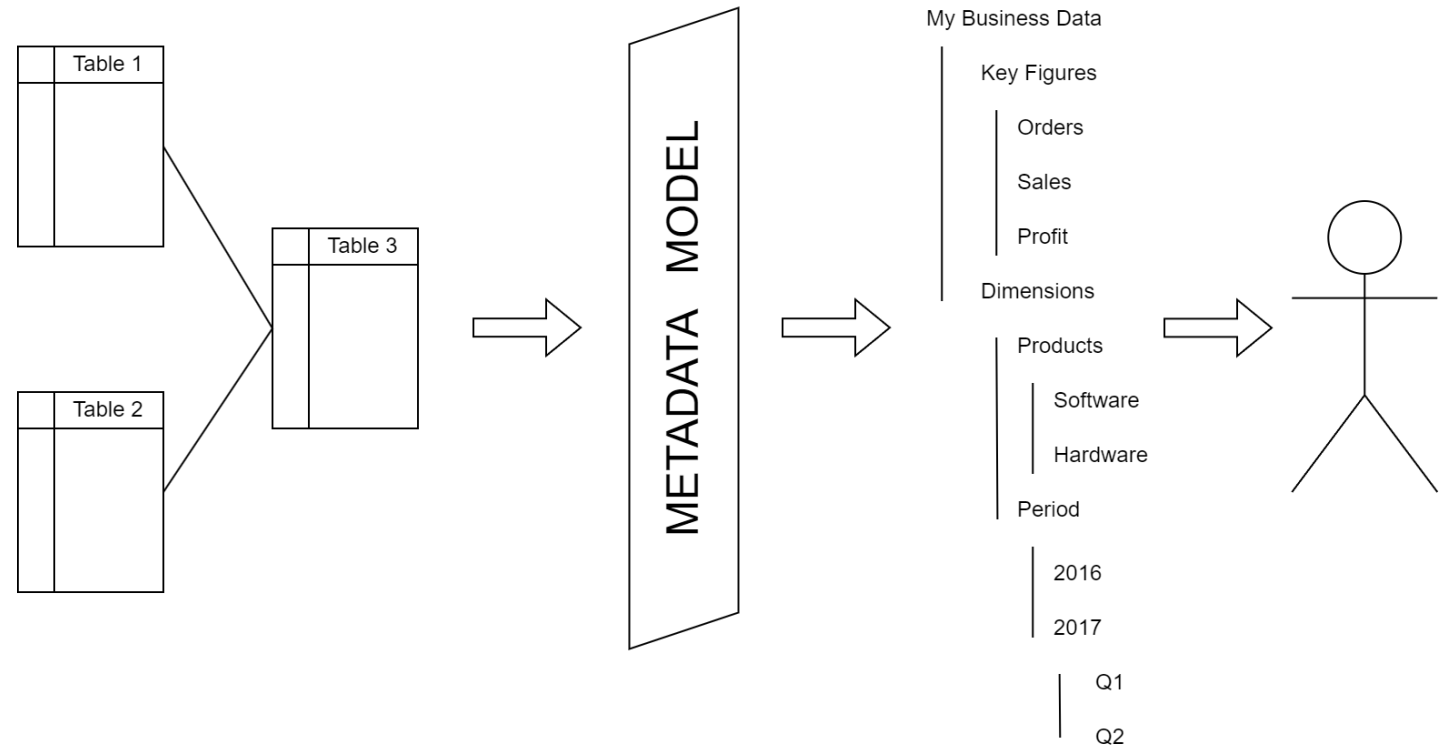 Table 1
Table 2
Table 3
METADATA MODEL
My Business Data
Key Figures
Orders
Sales
Profit
Dimensions
Products
Software
Hardware
Period
2016
2017
Q1
Q2